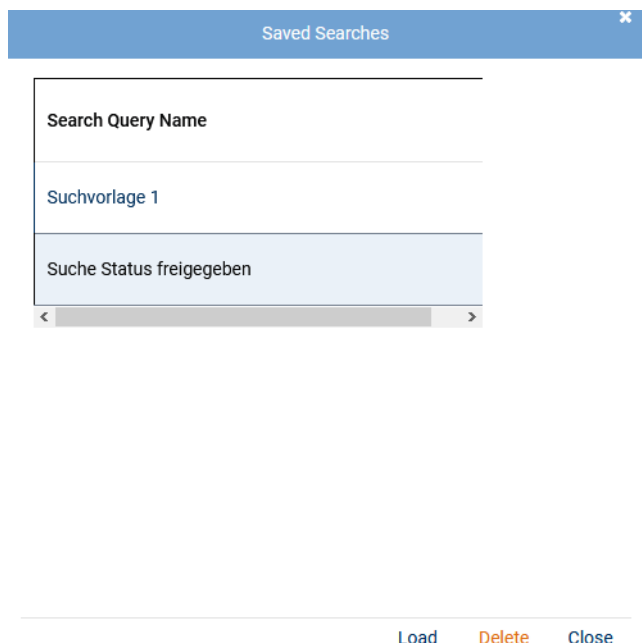 Saved Searches
Search Query Name
Suchvorlage 1
Suche Status freigegeben
Load Delete Close